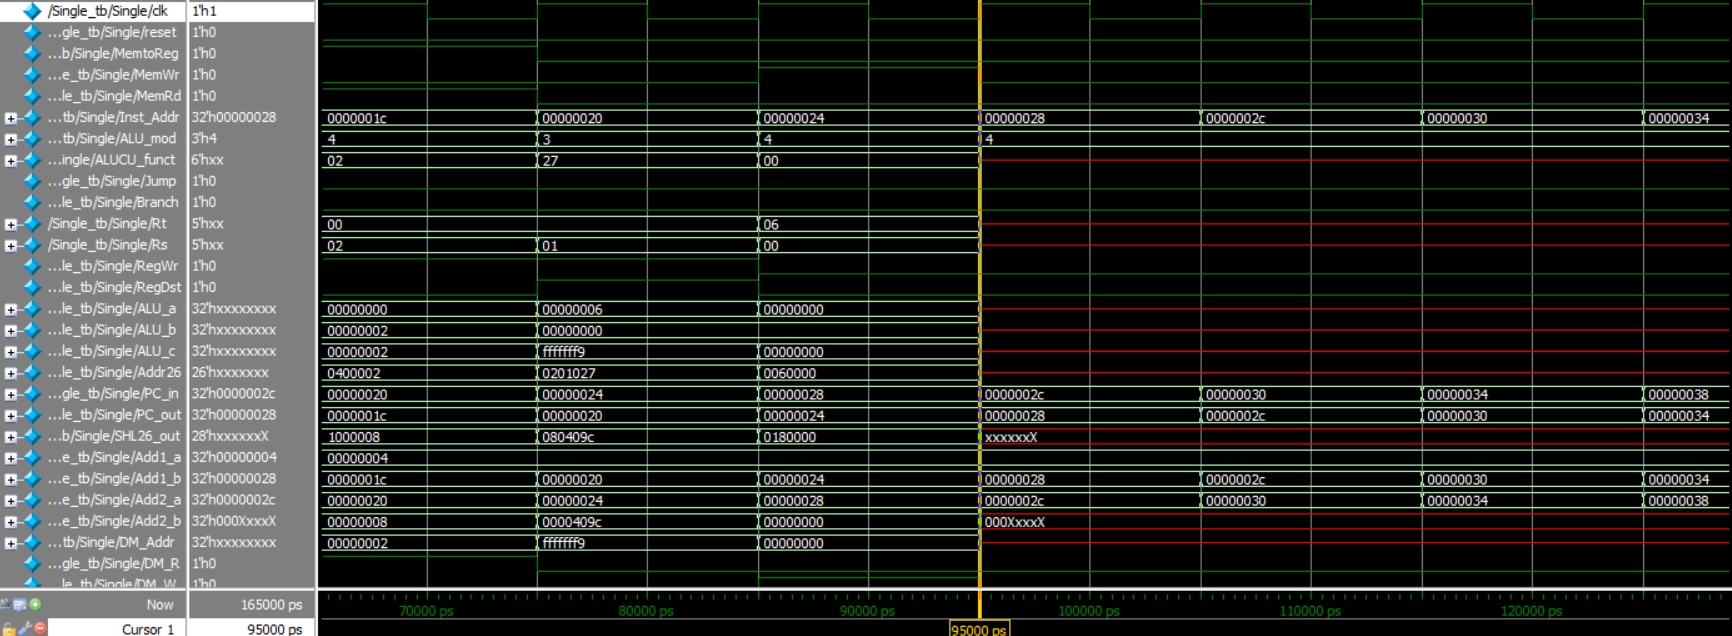 /Single_tb/Single/clk 1'h1
...gle_tb/Single/reset 1'h0
...b/Single/MemtoReg 1'h0
...e_tb/Single/MemWr 1'h0
...le_tb/Single/MemRd 1'h0
...tb/Single/Inst_Addr 32'h00000028 0000001c 00000020 00000024 00000028 0000002c 00000030 00000034
...tb/Single/ALU_mod 3'h4 4 3 4 4
...ingle/ALUCU_funct 6'hxx 02 27 00
...gle_tb/Single/Jump 1'h0
...le_tb/Single/Branch 1'h0
/Single_tb/Single/Rt 5'hxx 00 06
/Single_tb/Single/Rs 5'hxx 02 01 00
...le_tb/Single/RegWr 1'h0
...le_tb/Single/RegDst 1'h0
...le_tb/Single/ALU_a 32'hxxxxxxxx 00000000 00000006 00000000
...le_tb/Single/ALU_b 32'hxxxxxxxx 00000002 00000000
...le_tb/Single/ALU_c 32'hxxxxxxxx 00000002 fffffff9 00000000
...le_tb/Single/Addr26 26'hxxxxxxx 0400002 0201027 0060000
...gle_tb/Single/PC_in 32'h0000002c 00000020 00000024 00000028 0000002c 00000030 00000034 00000038
...le_tb/Single/PC_out 32'h00000028 0000001c 00000020 00000024 00000028 0000002c 00000030 00000034
...b/Single/SHL26_out 28'hxxxxxxX 1000008 080409c 0180000 xxxxxxX
...e_tb/Single/Add1_a 32'h00000004 00000004
...e_tb/Single/Add1_b 32'h00000028 0000001c 00000020 00000024 00000028 0000002c 00000030 00000034
...e_tb/Single/Add2_a 32'h0000002c 00000020 00000024 00000028 0000002c 00000030 00000034 00000038
...e_tb/Single/Add2_b 32'h000XxxxX 00000008 0000409c 00000000 000XxxxX
...tb/Single/DM_Addr 32'hxxxxxxxx 00000002 fffffff9 00000000
...gle_tb/Single/DM_R 1'h0
...le_tb/Single/DM_W 1'h0
Now 165000 ps 70000 ps 80000 ps 90000 ps 100000 ps 110000 ps 120000 ps
Cursor 1 95000 ps 95000 ps